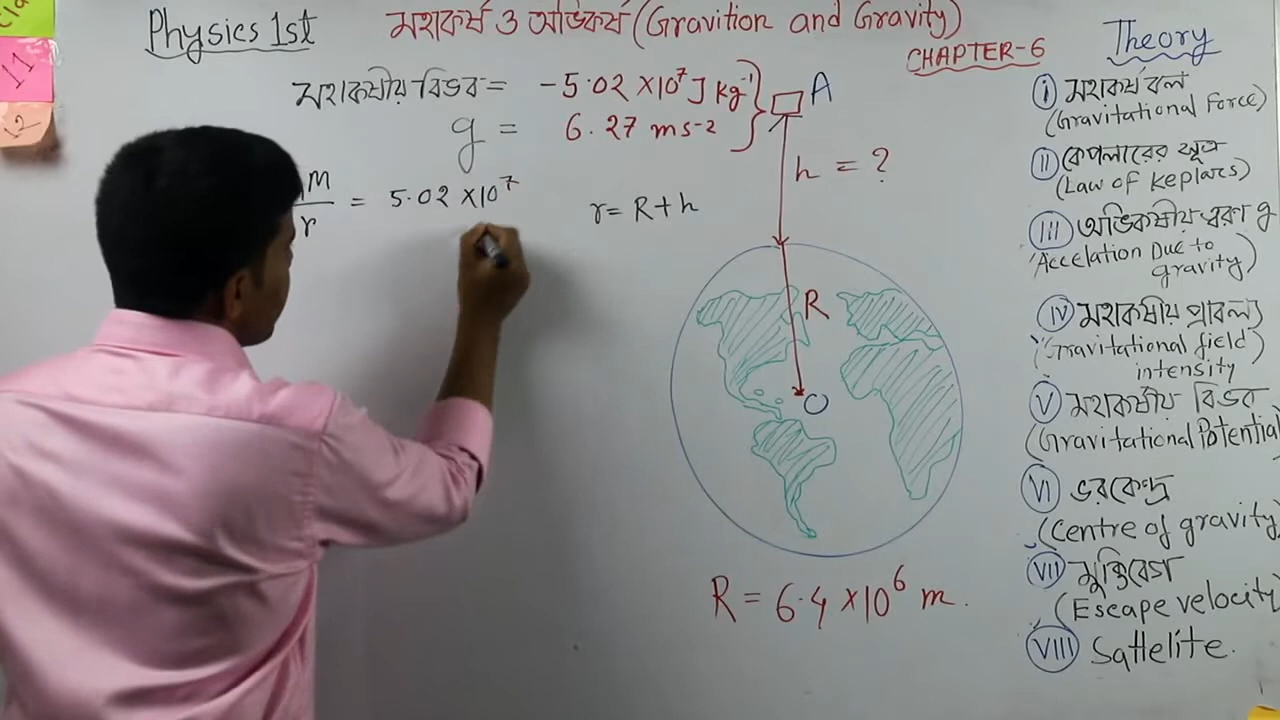 Cla
11
12
Physics 1st
মহাকর্ষ ও অভিকর্ষ (Gravition and Gravity)
CHAPTER-6
মহাকর্ষীয় বিভব = -5.02 ×10⁷ J kg⁻¹
g = 6.27 ms-2
A
h = ?
M/r = 5.02 ×10⁷
r = R+h
R
O
R = 6.4 ×10⁶ m.
Theory
i মহাকর্ষ বল
(Gravitational Force)
II কেপলারের সূত্র
(Law of Keplars)
III অভিকর্ষীয় ত্বরণ g
(Accelation Due to
gravity)
IV মহাকর্ষীয় প্রাবল্য
(Gravitational field)
intensity
V মহাকর্ষীয় বিভব
(Gravitational Potential
VI ভরকেন্দ্র
(Centre of gravity)
VII মুক্তিবেগ
(Escape velocity
VIII Sattelite.